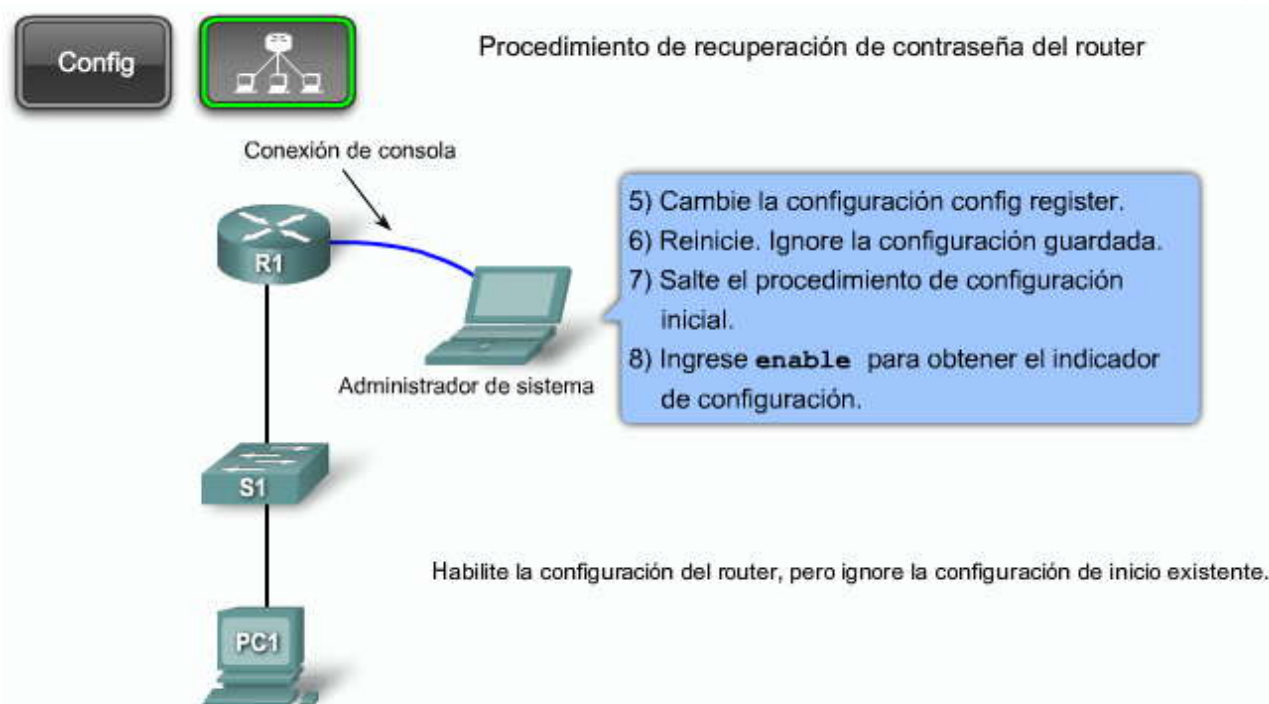 Config
Procedimiento de recuperación de contraseña del router
Conexión de consola
R1
Administrador de sistema
5) Cambie la configuración config register.
6) Reinicie. Ignore la configuración guardada.
7) Salte el procedimiento de configuración
inicial.
8) Ingrese enable para obtener el indicador
de configuración.
S1
Habilite la configuración del router, pero ignore la configuración de inicio existente.
PC1